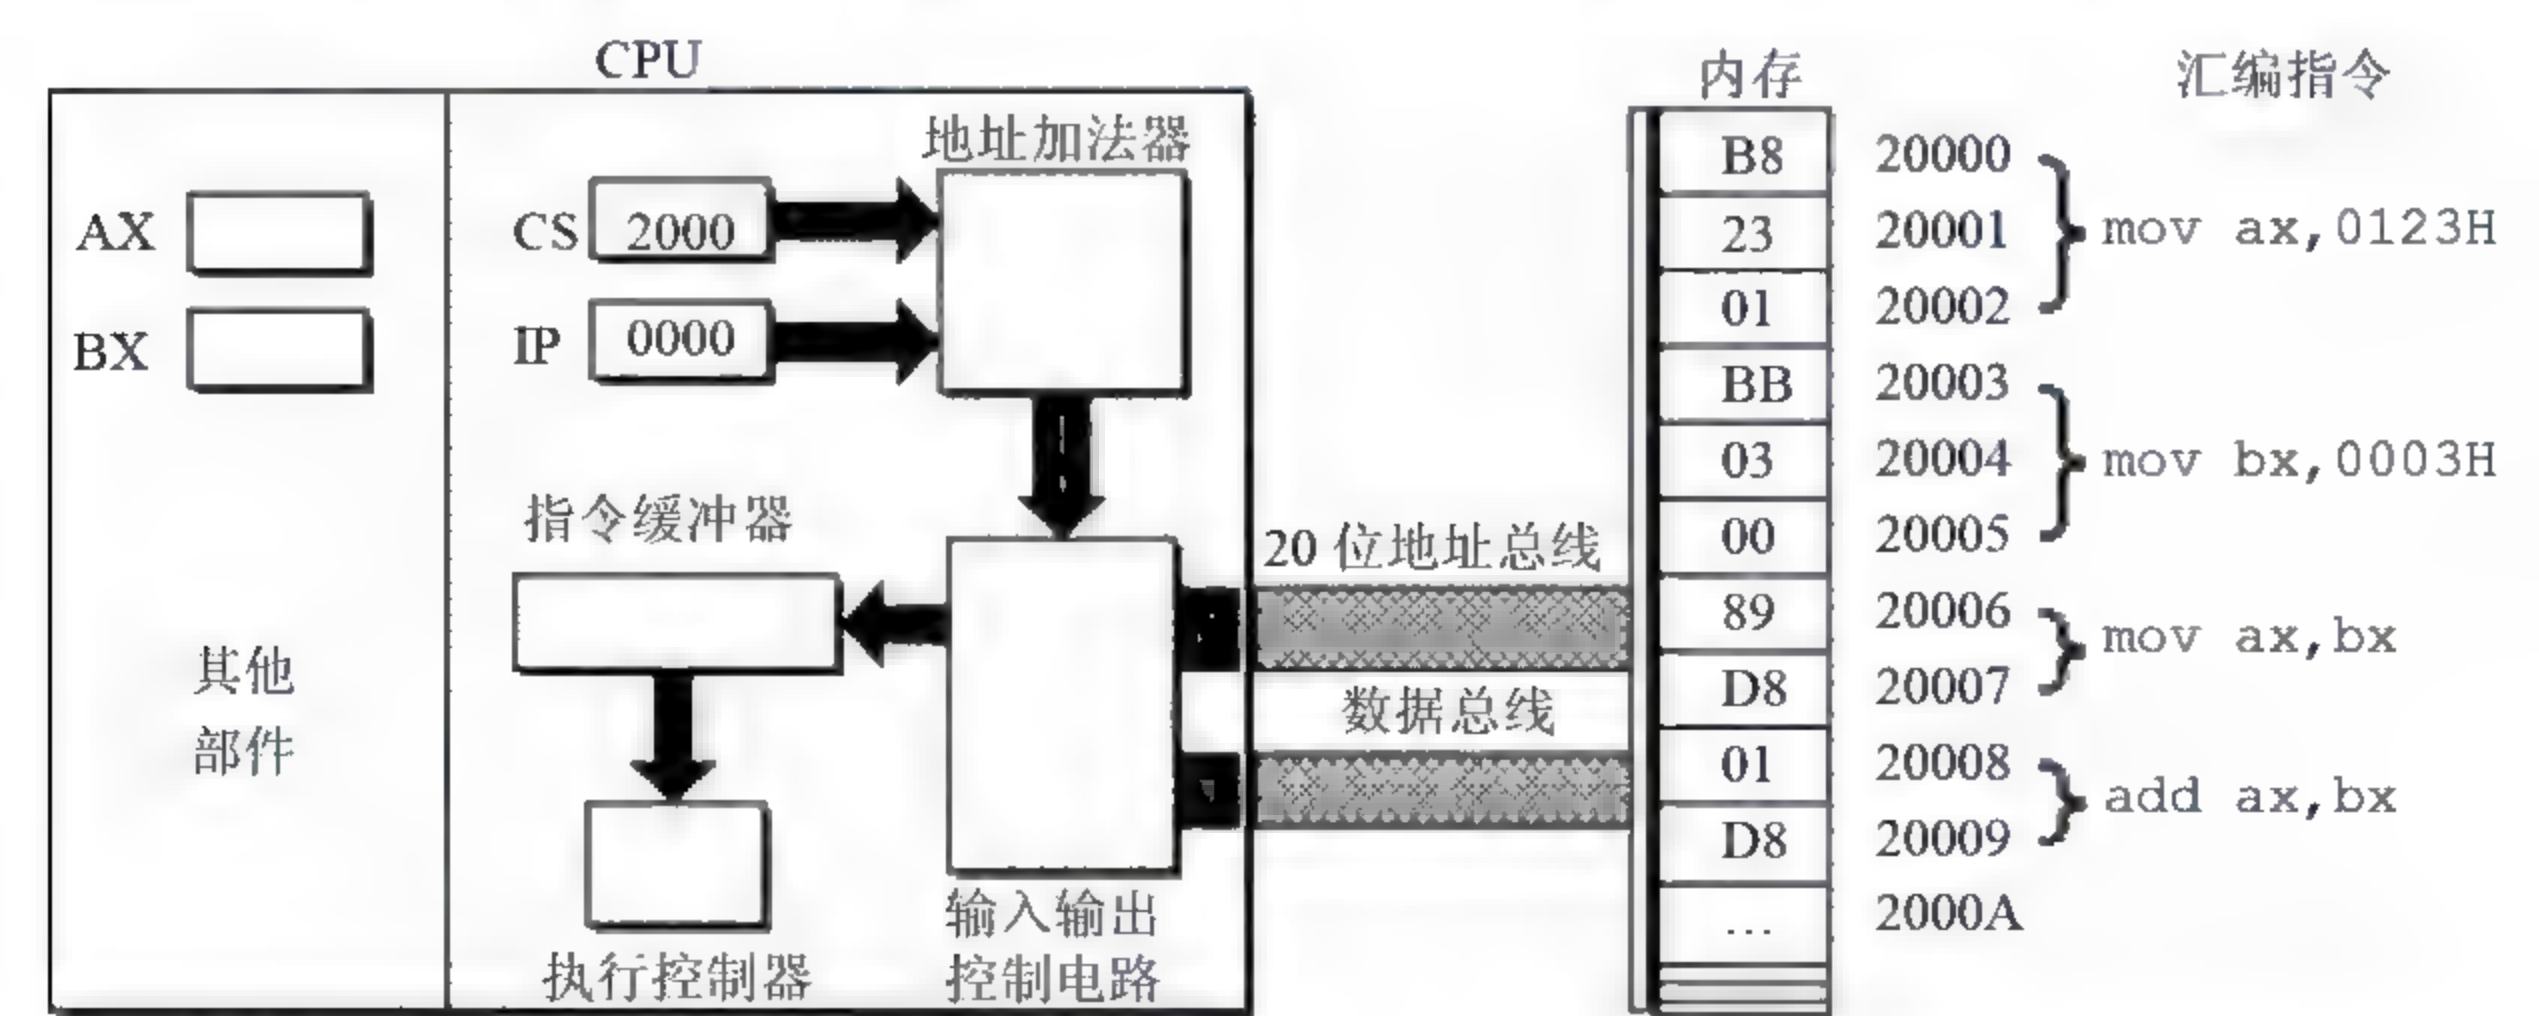 CPU
内存
汇编指令
地址加法器
AX
BX
其他
部件
CS
2000
IP
0000
指令缓冲器
执行控制器
输入输出
控制电路
20 位地址总线
数据总线
B8 20000
23 20001 mov ax,0123H
01 20002
BB 20003
03 20004 mov bx,0003H
00 20005
89 20006
mov ax,bx
D8 20007
01 20008
add ax,bx
D8 20009
... 2000A